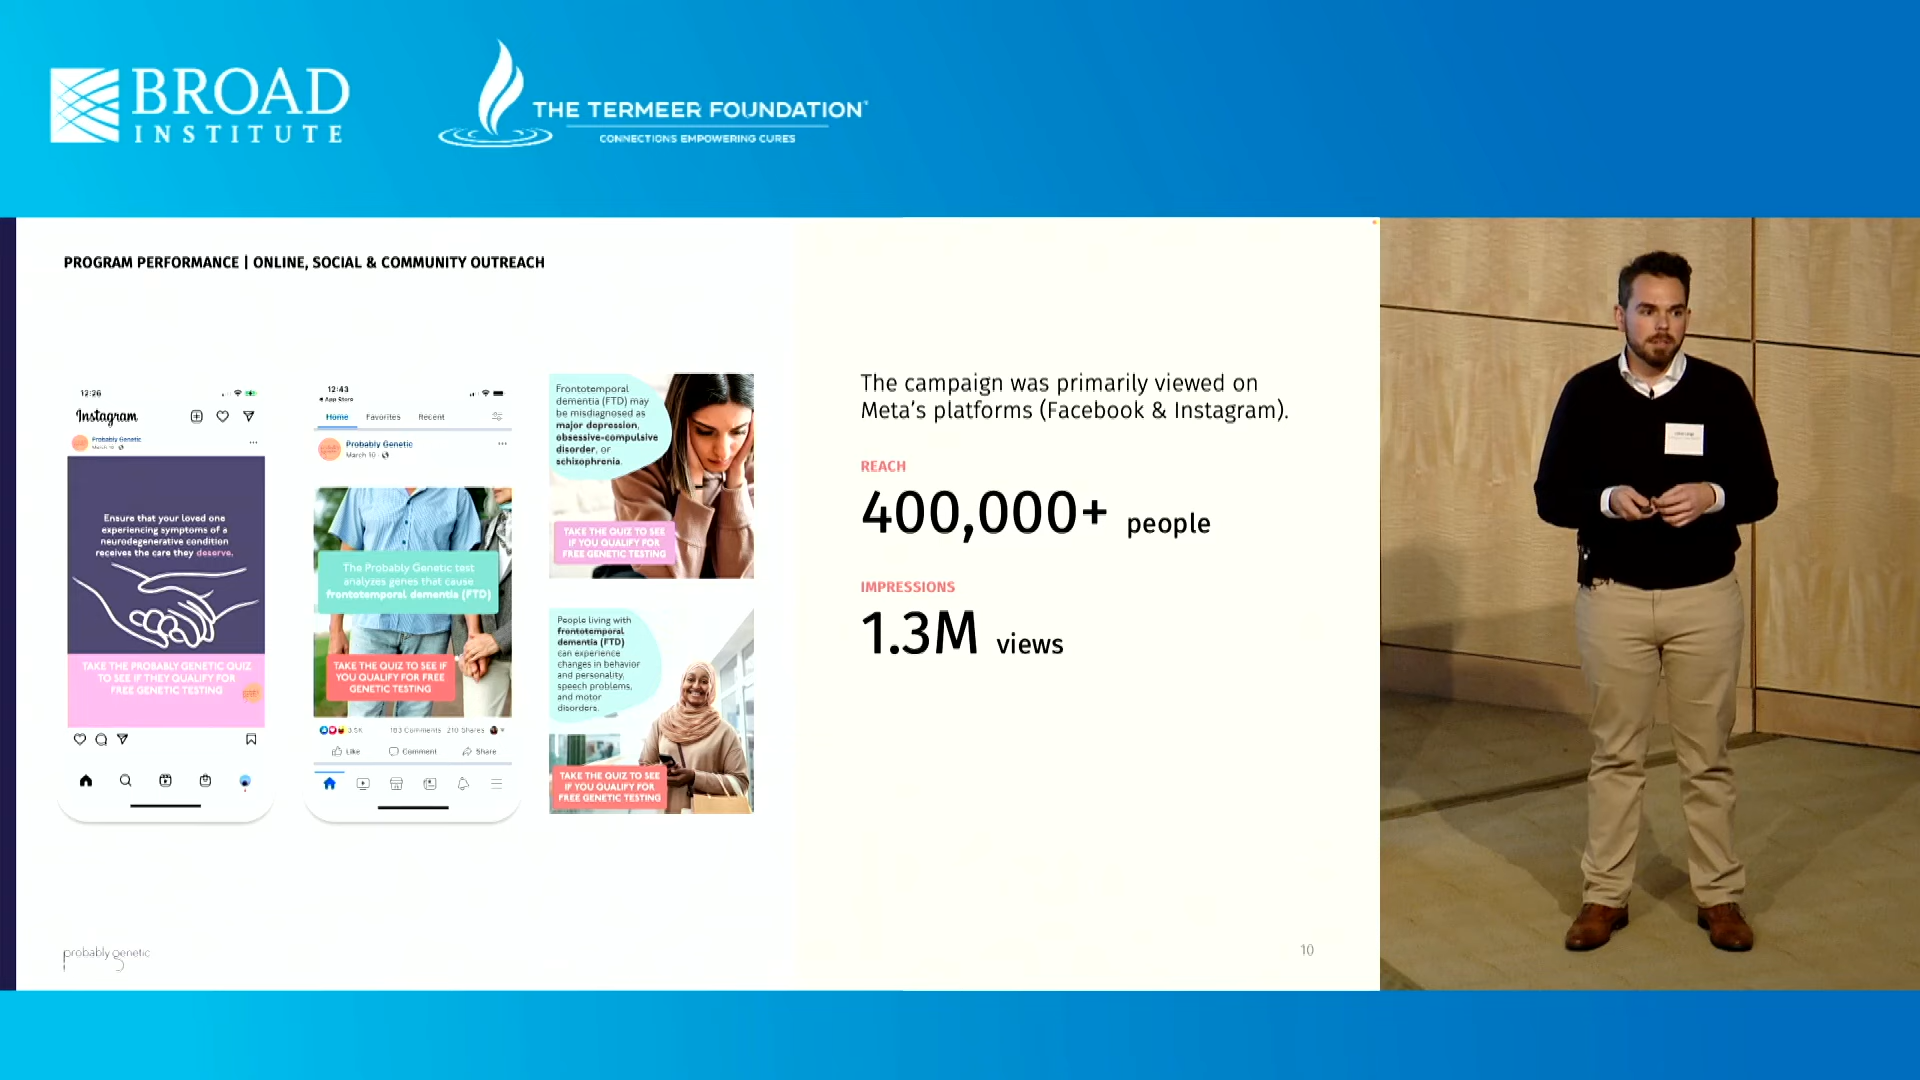 BROAD
INSTITUTE
THE TERMEER FOUNDATION
CONNECTIONS EMPOWERING CURES
PROGRAM PERFORMANCE | ONLINE, SOCIAL & COMMUNITY OUTREACH
12:26
Instagram
Probably Genetic
March 10
Ensure that your loved one
experiencing symptoms of a
neurodegenerative condition
receives the care they deserve.
TAKE THE PROBABLY GENETIC QUIZ
TO SEE IF THEY QUALIFY FOR
FREE GENETIC TESTING
12:43
App Store
Home Favorites Recent
Probably Genetic
March 10
The Probably Genetic test
analyzes genes that cause
frontotemporal dementia (FTD)
TAKE THE QUIZ TO SEE IF
YOU QUALIFY FOR FREE
GENETIC TESTING
3.5K Comments 210 Shares
Like Comment Share
Frontotemporal
dementia (FTD) may
be misdiagnosed as
major depression,
obsessive-compulsive
disorder, or
schizophrenia.
TAKE THE QUIZ TO SEE
IF YOU QUALIFY FOR
FREE GENETIC TESTING
People living with
frontotemporal
dementia (FTD)
can experience
changes in behavior
and personality,
speech problems,
and motor
disorders.
TAKE THE QUIZ TO SEE
IF YOU QUALIFY FOR
FREE GENETIC TESTING
The campaign was primarily viewed on
Meta's platforms (Facebook & Instagram).
REACH
400,000+ people
IMPRESSIONS
1.3M views
probably genetic
10